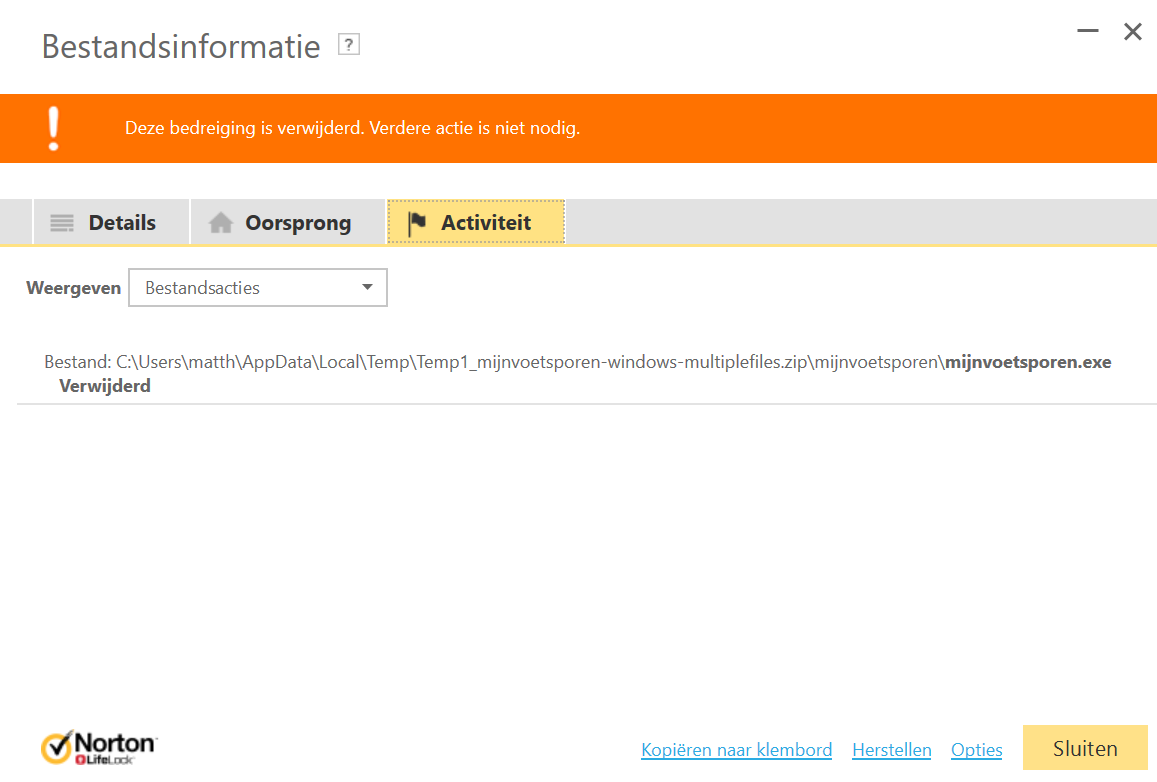 Bestandsinformatie ?
Deze bedreiging is verwijderd. Verdere actie is niet nodig.
Details Oorsprong Activiteit
Weergeven Bestandsacties
Bestand: C:\Users\matth\AppData\Local\Temp\Temp1_mijnvoetsporen-windows-multiplefiles.zip\mijnvoetsporen\mijnvoetsporen.exe
Verwijderd
Norton
LifeLock
Kopiëren naar klembord Herstellen Opties Sluiten